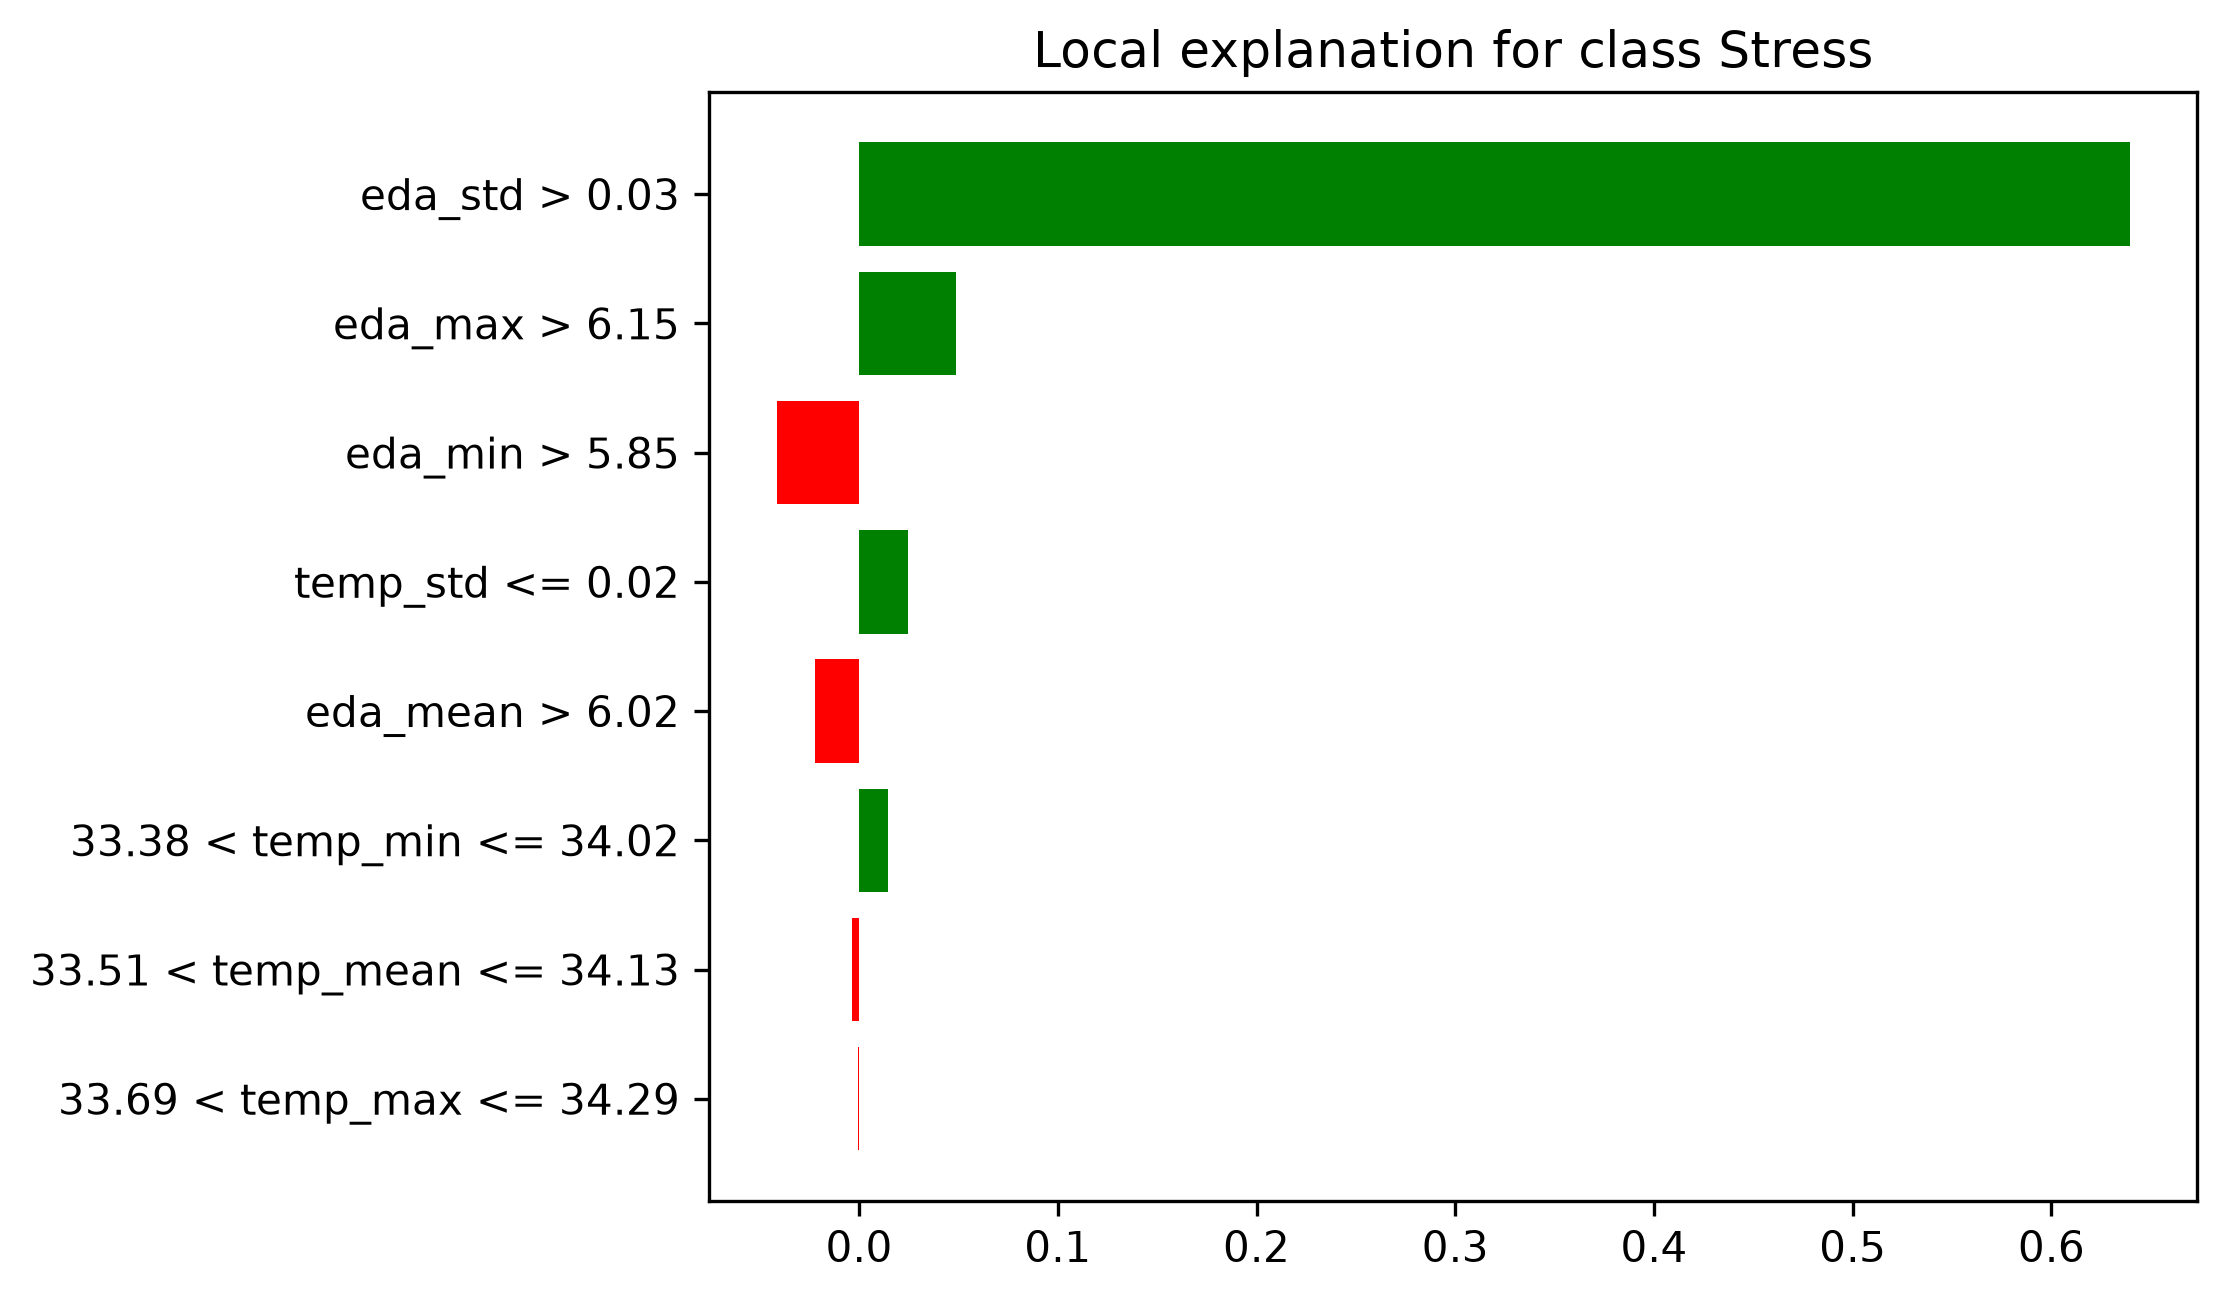 Local explanation for class Stress
eda_std > 0.03
eda_max > 6.15
eda_min > 5.85
temp_std <= 0.02
eda_mean > 6.02
33.38 < temp_min <= 34.02
33.51 < temp_mean <= 34.13
33.69 < temp_max <= 34.29
0.0 0.1 0.2 0.3 0.4 0.5 0.6